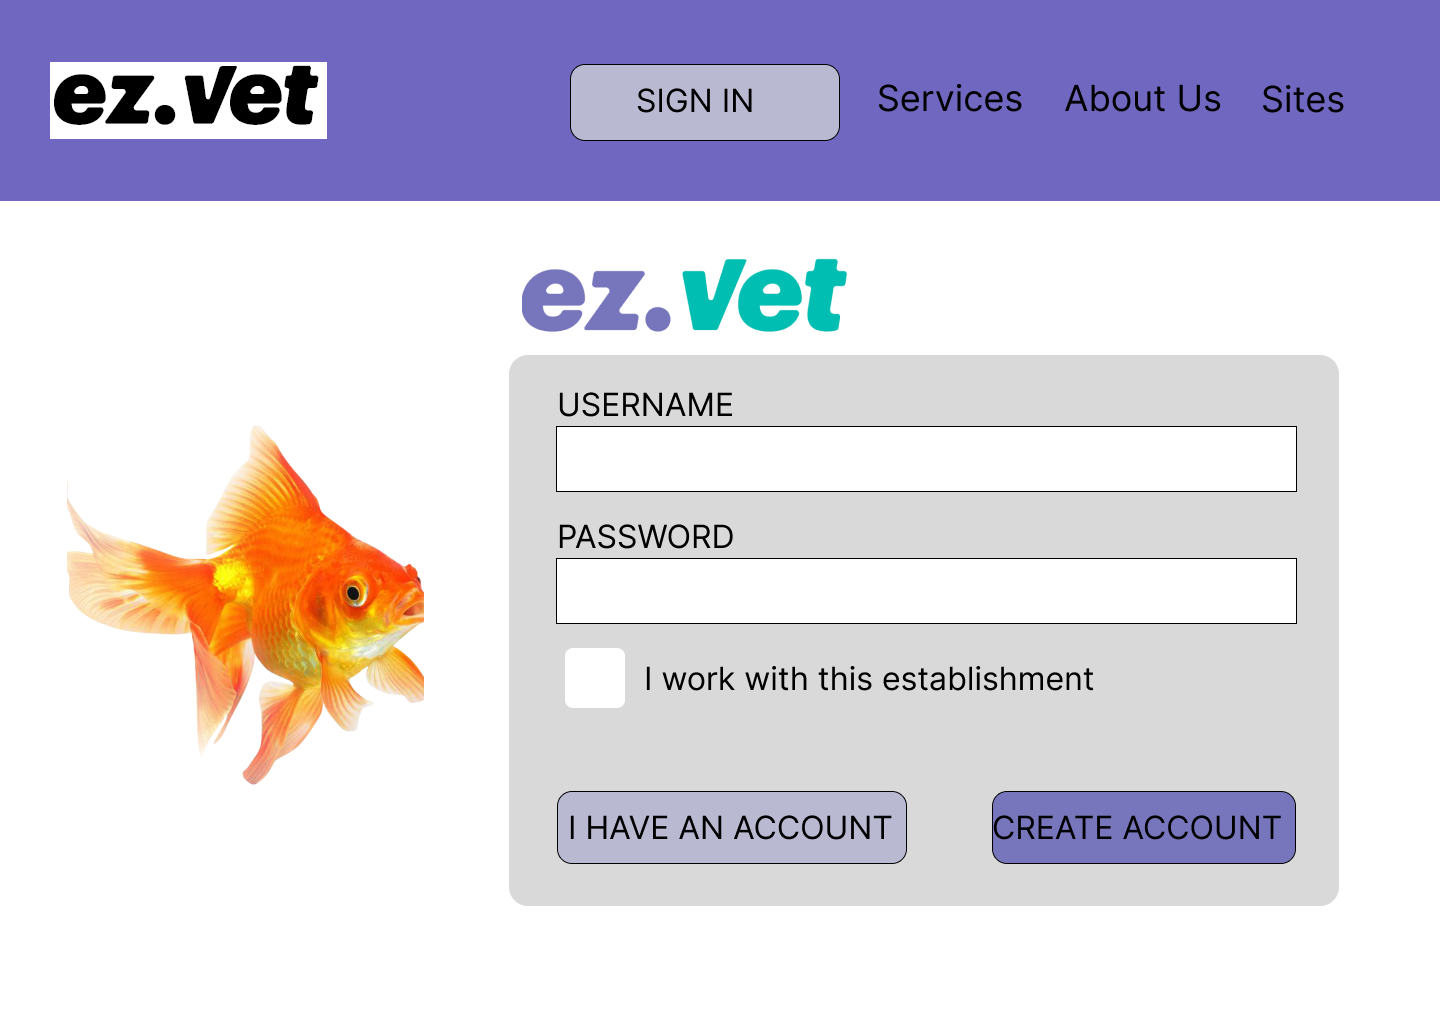 ez.vet
SIGN IN
Services
About Us
Sites
ez.vet
USERNAME
PASSWORD
I work with this establishment
I HAVE AN ACCOUNT
CREATE ACCOUNT